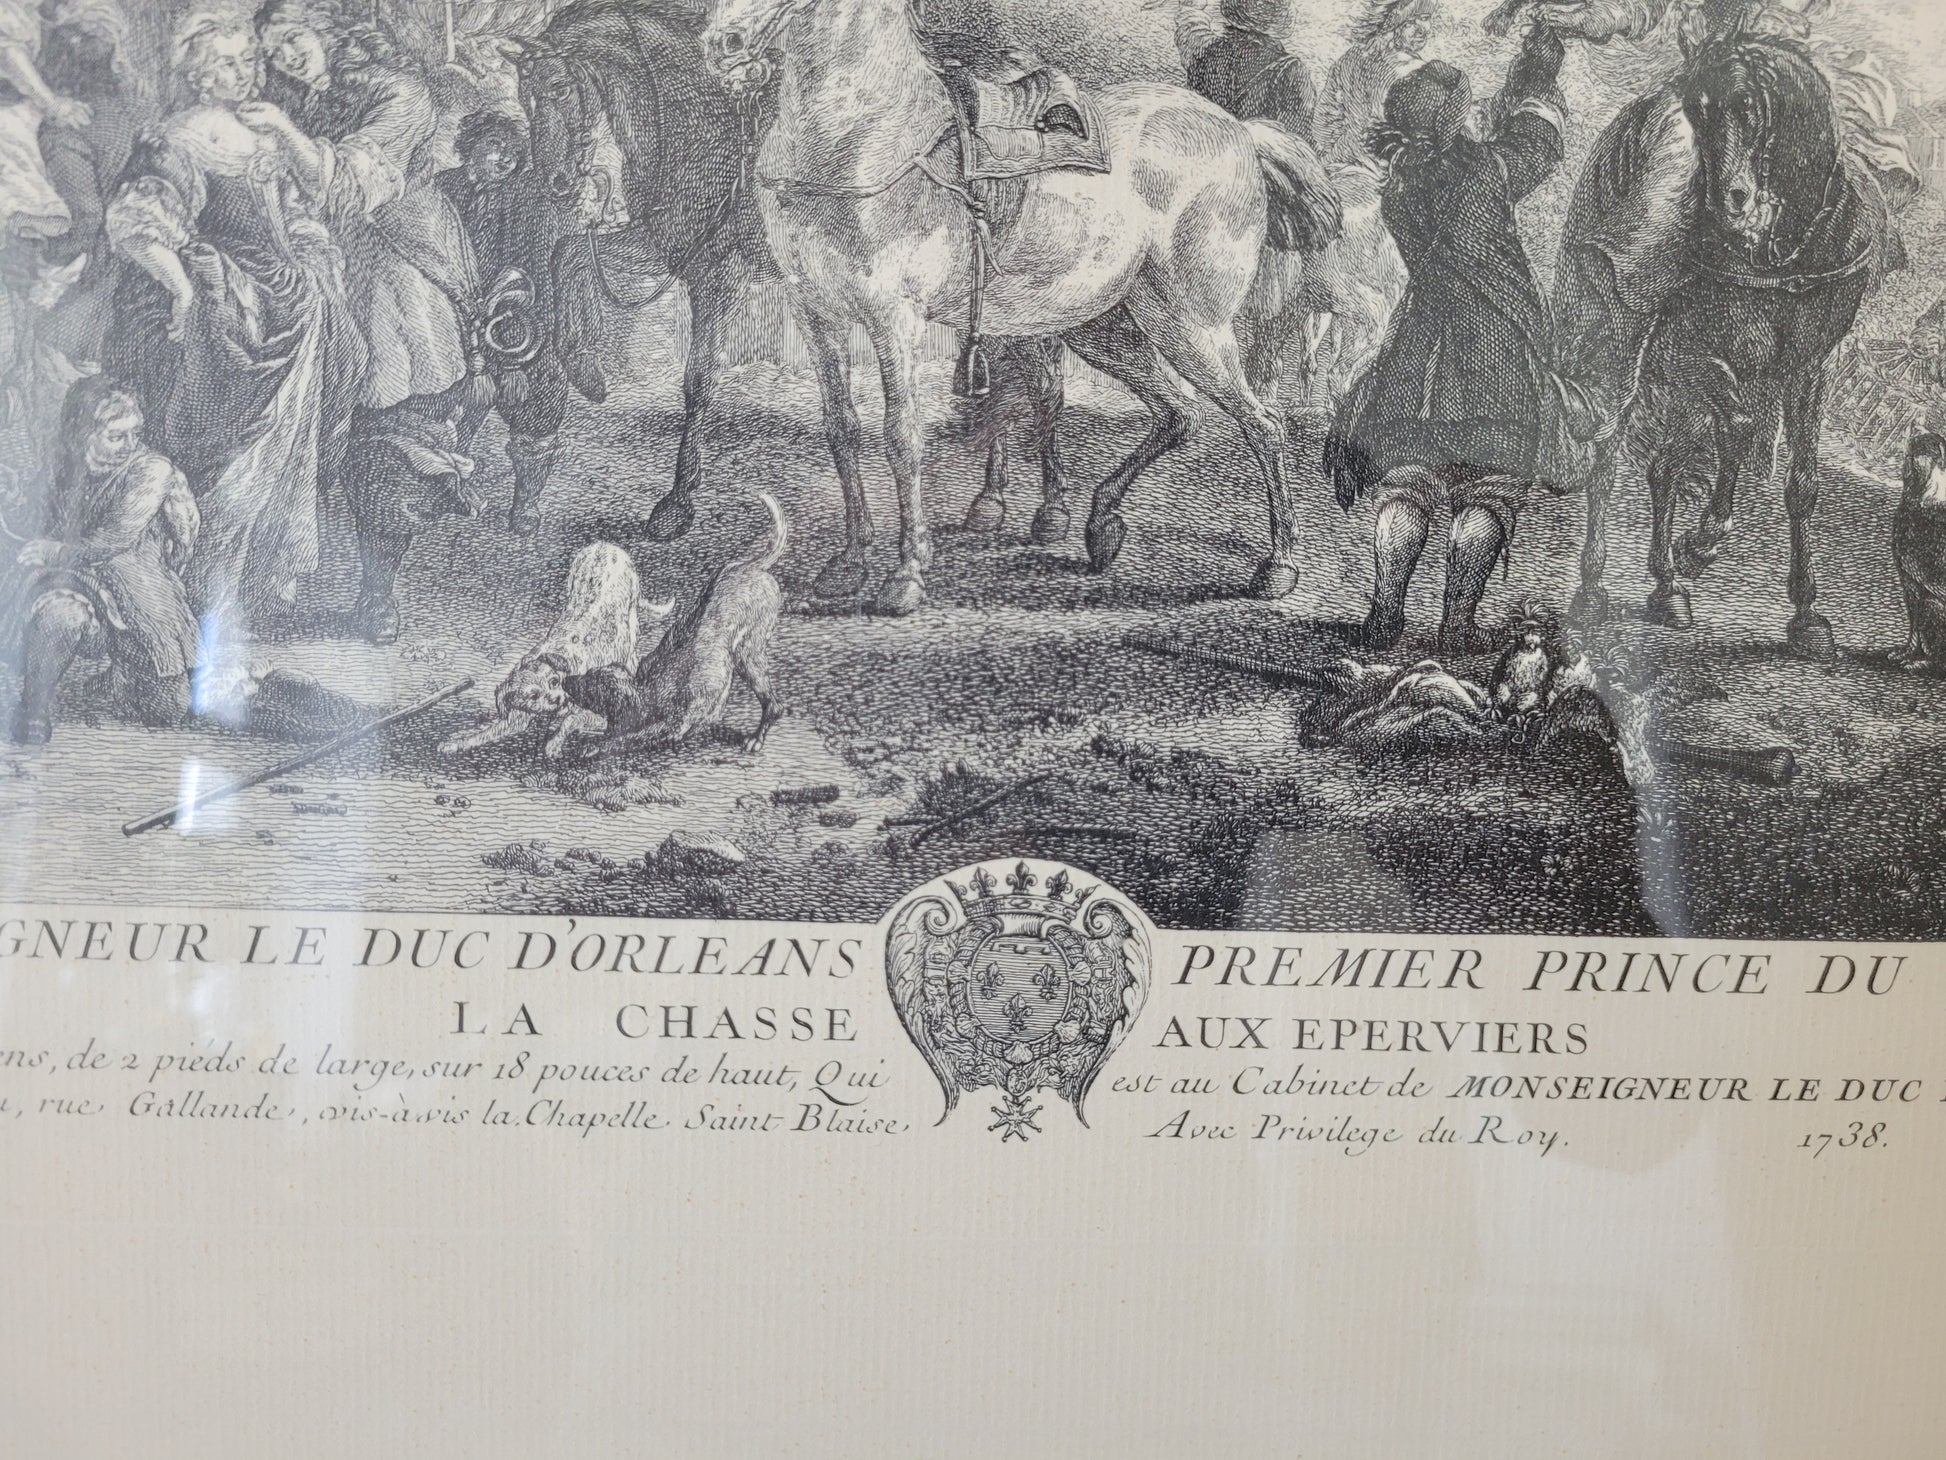 GNEUR LE DUC D'ORLEANS PREMIER PRINCE DU
LA CHASSE AUX EPERVIERS
ens, de 2 piéds de large, sur 18 pouces de haut, Qui est au Cabinet de MONSEIGNEUR LE DUC
rue Gallande, vis-à-vis la Chapelle Saint Blaise, Avec Privilege du Roy. 1738.